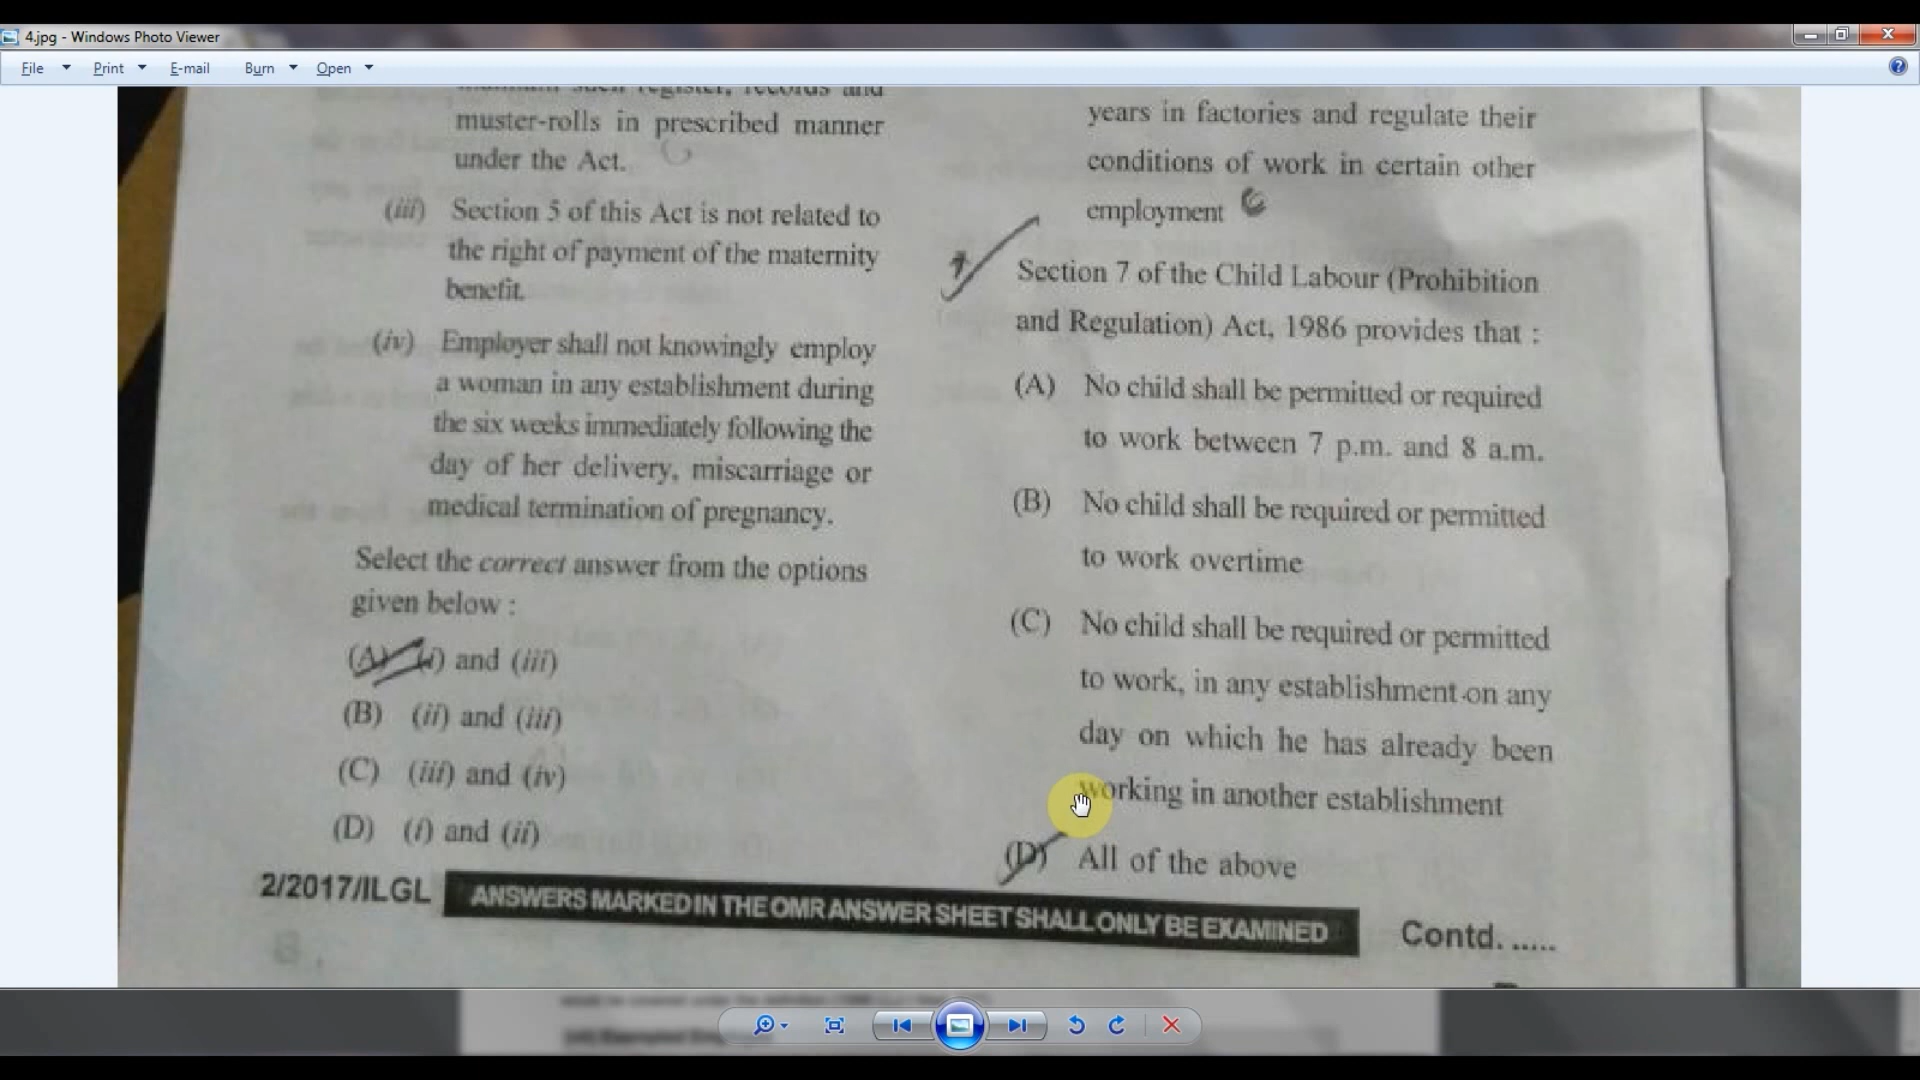 4.jpg - Windows Photo Viewer
File Print E-mail Burn Open
maintain such register, records and
muster-rolls in prescribed manner
under the Act.
(iii) Section 5 of this Act is not related to
the right of payment of the maternity
benefit.
(iv) Employer shall not knowingly employ
a woman in any establishment during
the six weeks immediately following the
day of her delivery, miscarriage or
medical termination of pregnancy.
Select the correct answer from the options
given below :
(A) (i) and (iii)
(B) (ii) and (iii)
(C) (iii) and (iv)
(D) (i) and (ii)
years in factories and regulate their
conditions of work in certain other
employment
Section 7 of the Child Labour (Prohibition
and Regulation) Act, 1986 provides that :
(A) No child shall be permitted or required
to work between 7 p.m. and 8 a.m.
(B) No child shall be required or permitted
to work overtime
(C) No child shall be required or permitted
to work, in any establishment on any
day on which he has already been
working in another establishment
(D) All of the above
2/2017/ILGL ANSWERS MARKED IN THE OMR ANSWER SHEET SHALL ONLY BE EXAMINED Contd. .....